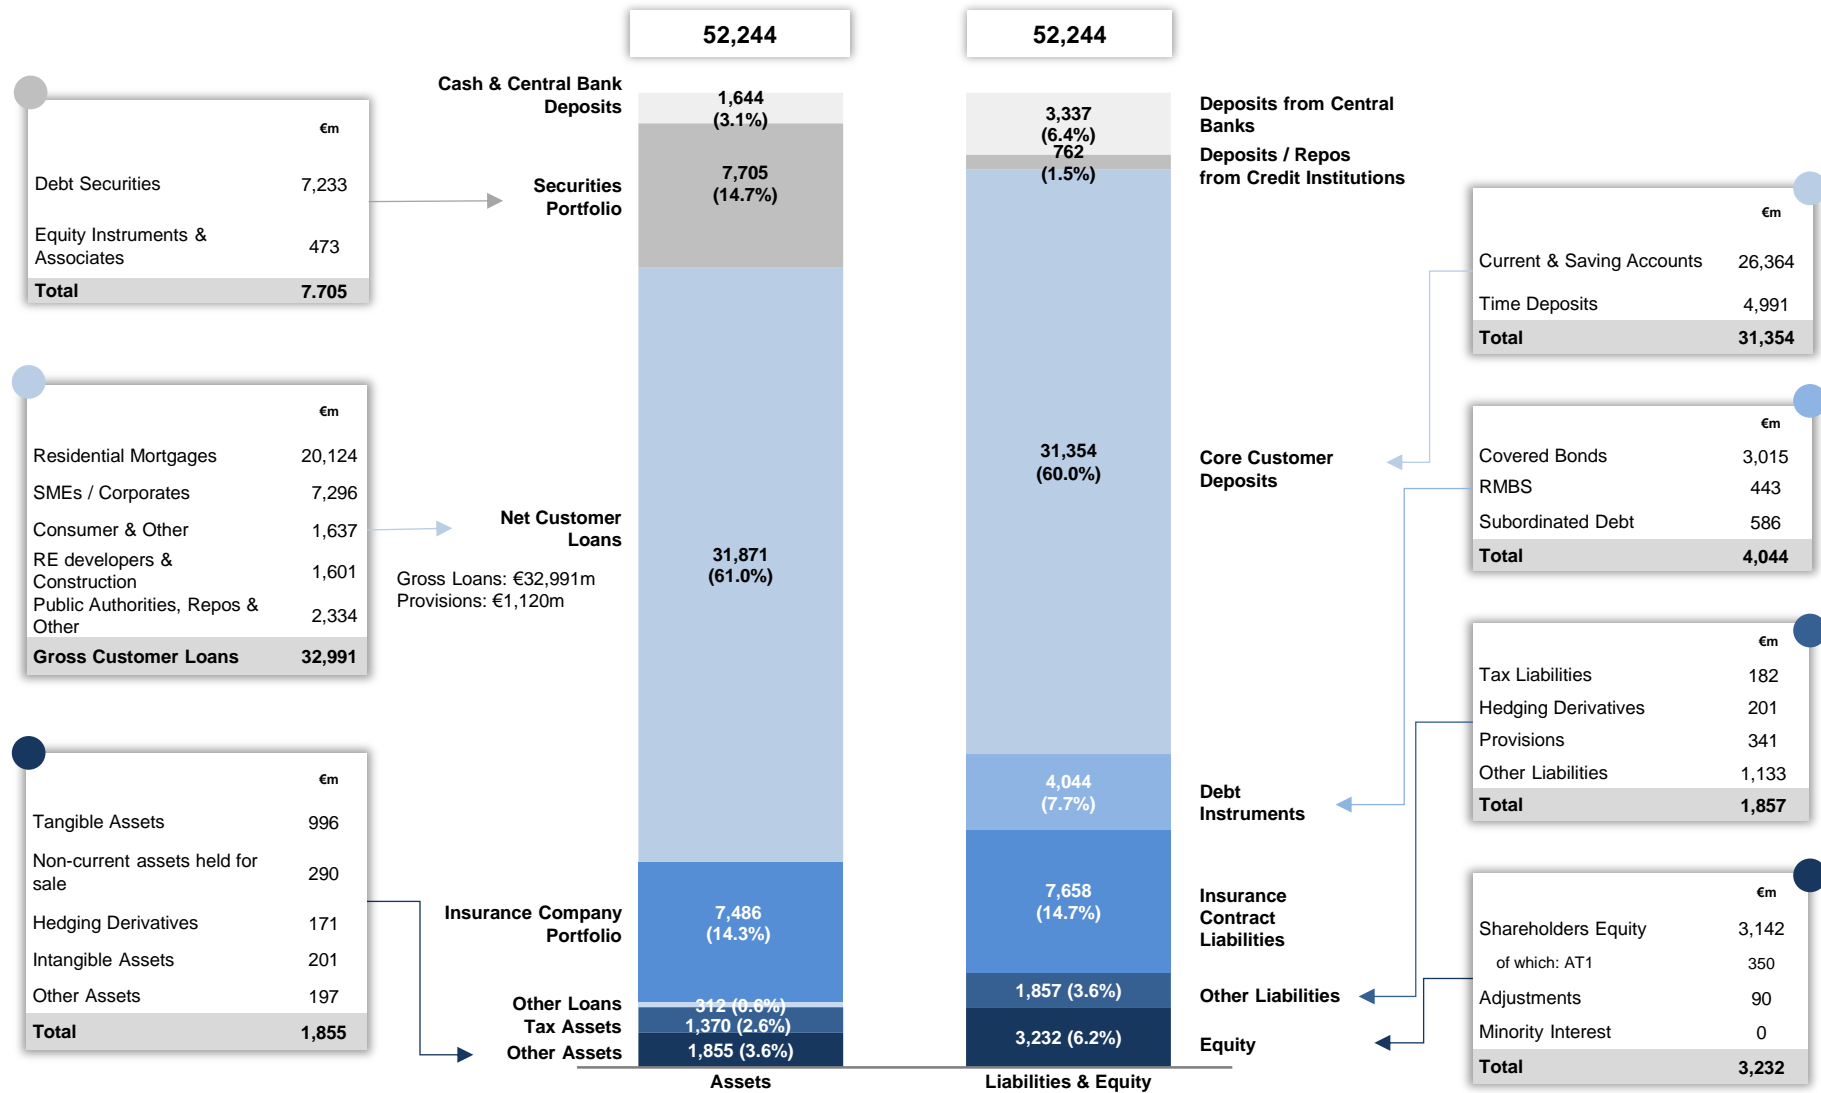 52,244
52,244
€m
Debt Securities 7,233
Equity Instruments &
Associates 473
Total 7.705
€m
Residential Mortgages 20,124
SMEs / Corporates 7,296
Consumer & Other 1,637
RE developers &
Construction 1,601
Public Authorities, Repos &
Other 2,334
Gross Customer Loans 32,991
€m
Tangible Assets 996
Non-current assets held for
sale 290
Hedging Derivatives 171
Intangible Assets 201
Other Assets 197
Total 1,855
Cash & Central Bank
Deposits
Securities
Portfolio
Net Customer
Loans
Gross Loans: €32,991m
Provisions: €1,120m
Insurance Company
Portfolio
Other Loans
Tax Assets
Other Assets
1,644
(3.1%)
7,705
(14.7%)
31,871
(61.0%)
7,486
(14.3%)
312 (0.6%)
1,370 (2.6%)
1,855 (3.6%)
Assets
3,337
(6.4%)
762
(1.5%)
31,354
(60.0%)
4,044
(7.7%)
7,658
(14.7%)
1,857 (3.6%)
3,232 (6.2%)
Liabilities & Equity
Deposits from Central
Banks
Deposits / Repos
from Credit Institutions
Core Customer
Deposits
Debt
Instruments
Insurance
Contract
Liabilities
Other Liabilities
Equity
€m
Current & Saving Accounts 26,364
Time Deposits 4,991
Total 31,354
€m
Covered Bonds 3,015
RMBS 443
Subordinated Debt 586
Total 4,044
€m
Tax Liabilities 182
Hedging Derivatives 201
Provisions 341
Other Liabilities 1,133
Total 1,857
€m
Shareholders Equity 3,142
of which: AT1 350
Adjustments 90
Minority Interest 0
Total 3,232